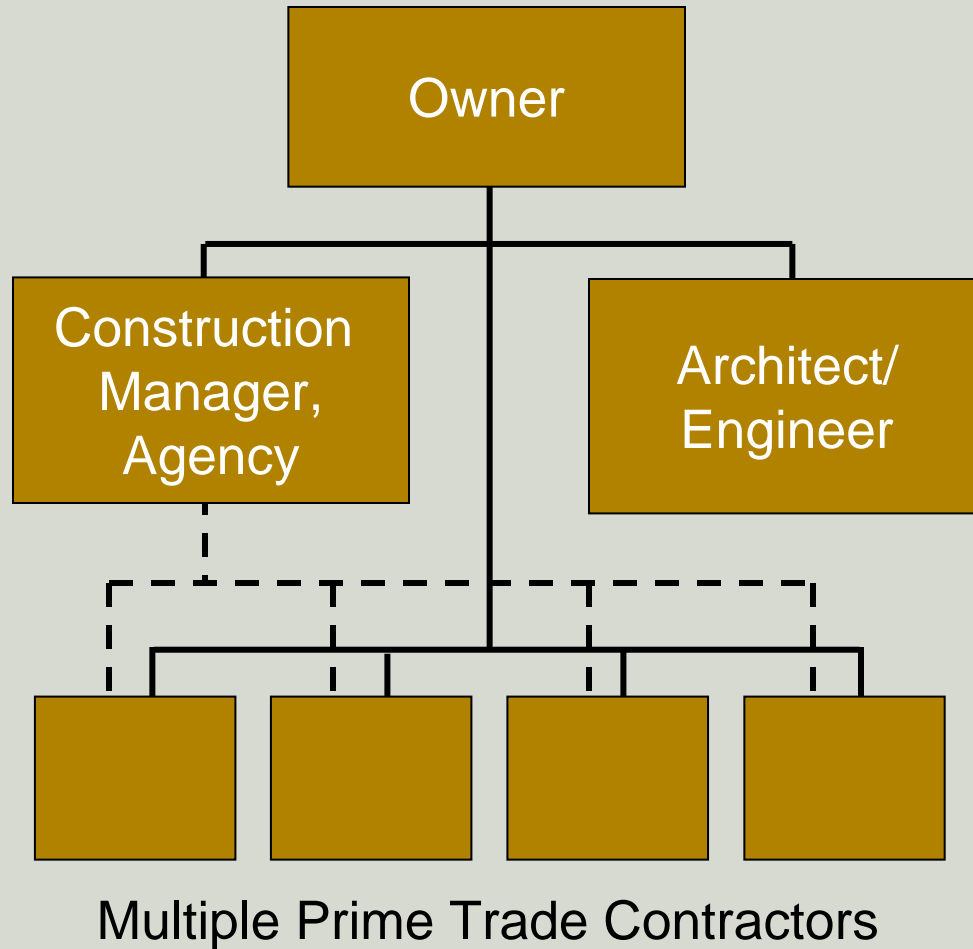 Owner
Construction
Manager,
Agency
Architect/
Engineer
Multiple Prime Trade Contractors